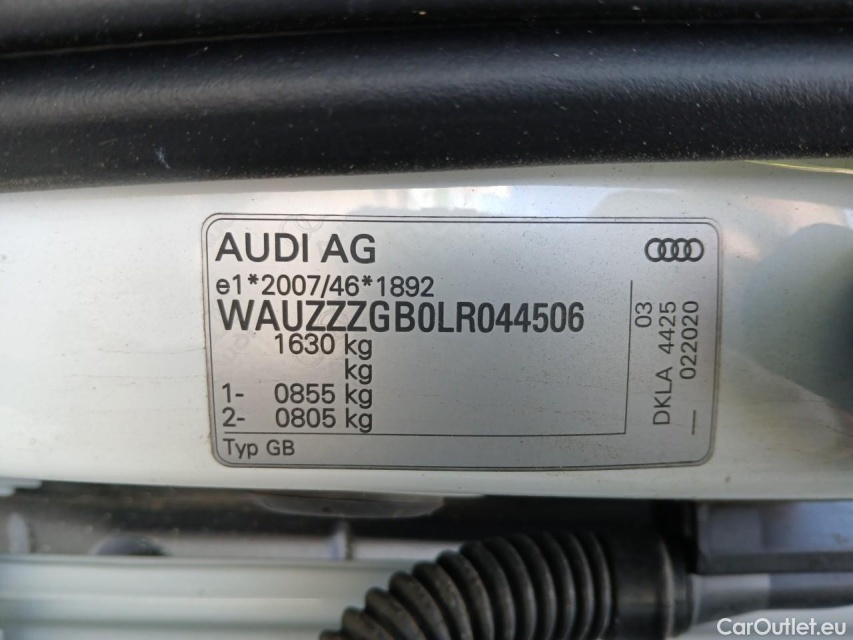 AUDI AG
e1*2007/46*1892
WAUZZZGB0LR044506
1630 kg
kg
1- 0855 kg
2- 0805 kg
Typ GB
03
DKLA 4425
— 022020
CarOutlet.eu